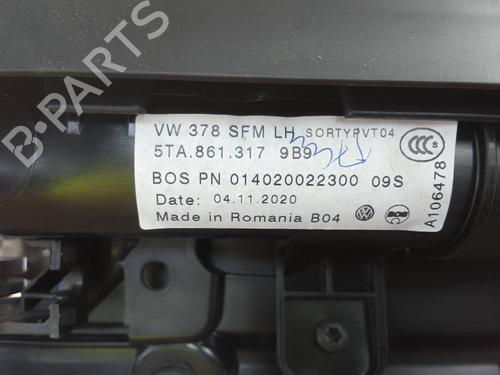 VW 378 SFM LH SORTYPVT04
5TA.861.317 9B9
BOS PN 014020022300 09S
Date: 04.11.2020
Made in Romania B04
A106478
BOS